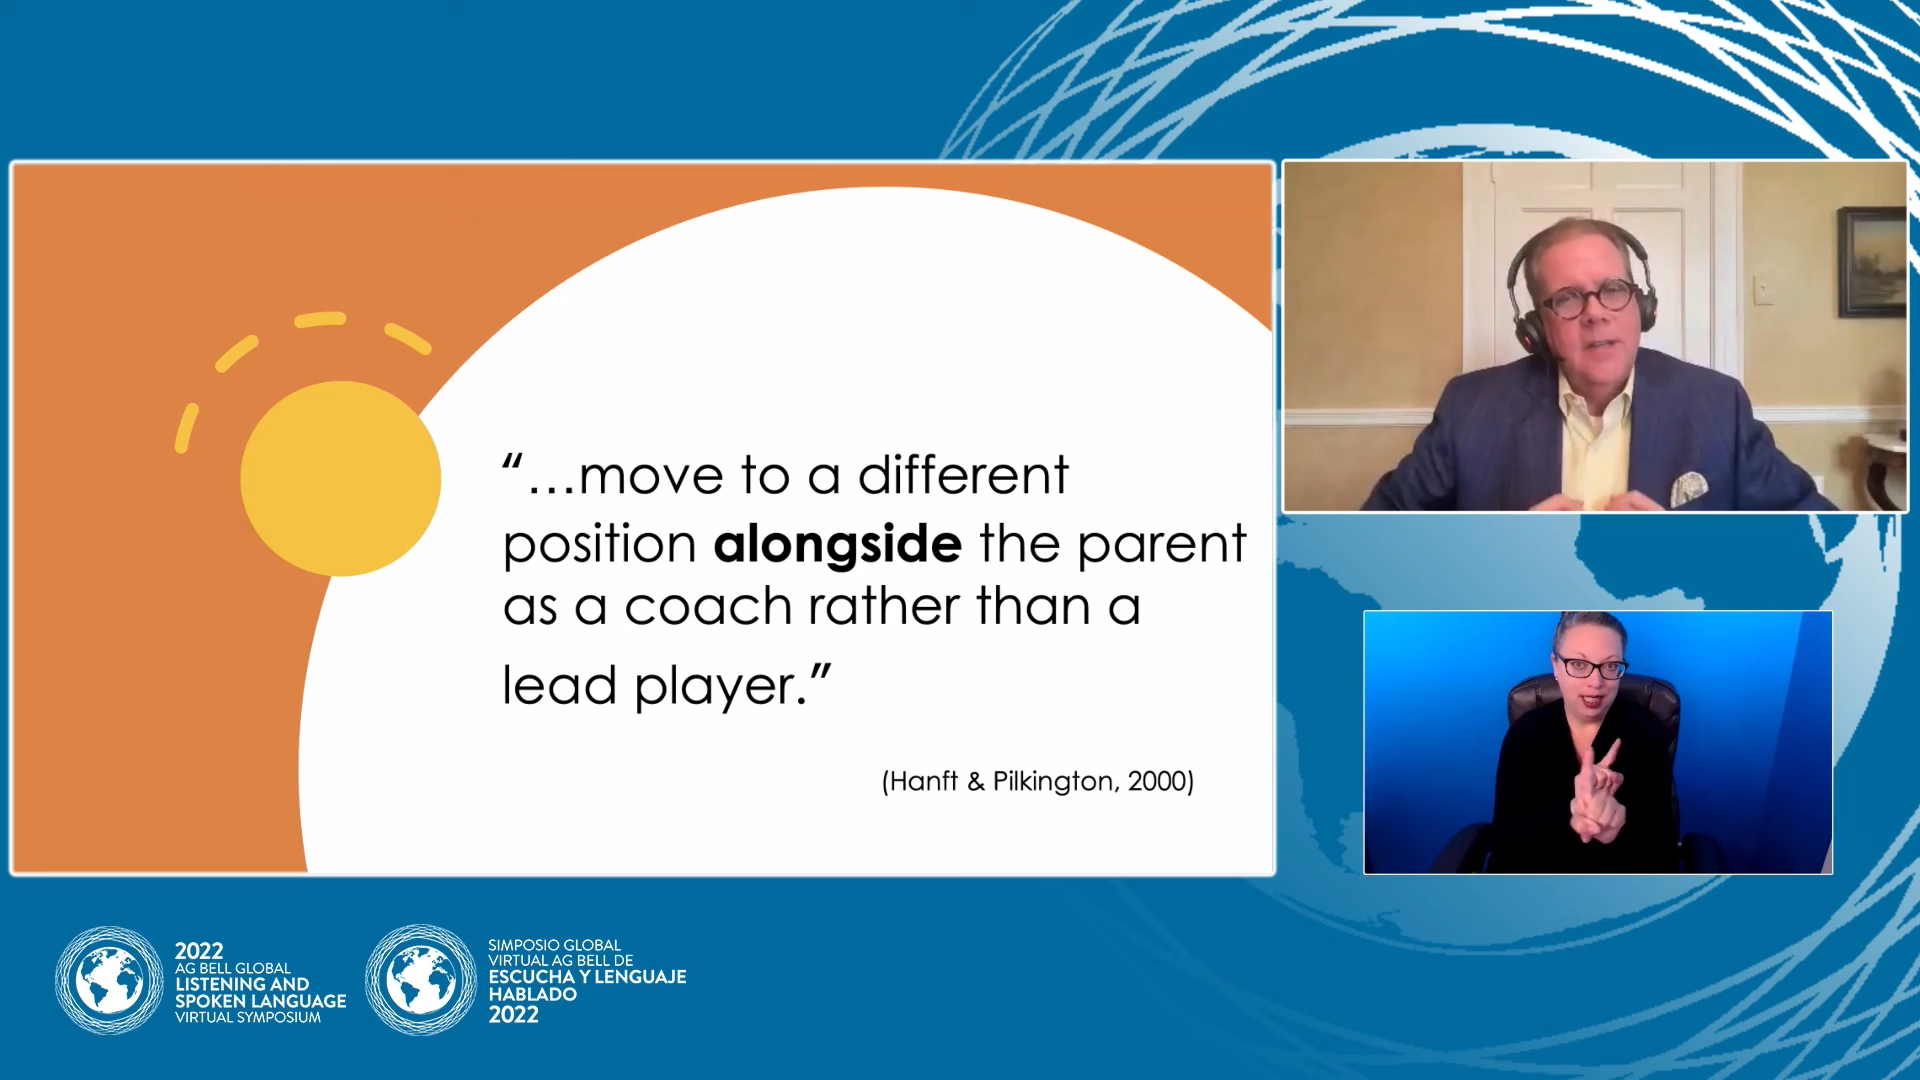 “…move to a different
position alongside the parent
as a coach rather than a
lead player.”
(Hanft & Pilkington, 2000)
2022
AG BELL GLOBAL
LISTENING AND
SPOKEN LANGUAGE
VIRTUAL SYMPOSIUM
SIMPOSIO GLOBAL
VIRTUAL AG BELL DE
ESCUCHA Y LENGUAJE
HABLADO
2022